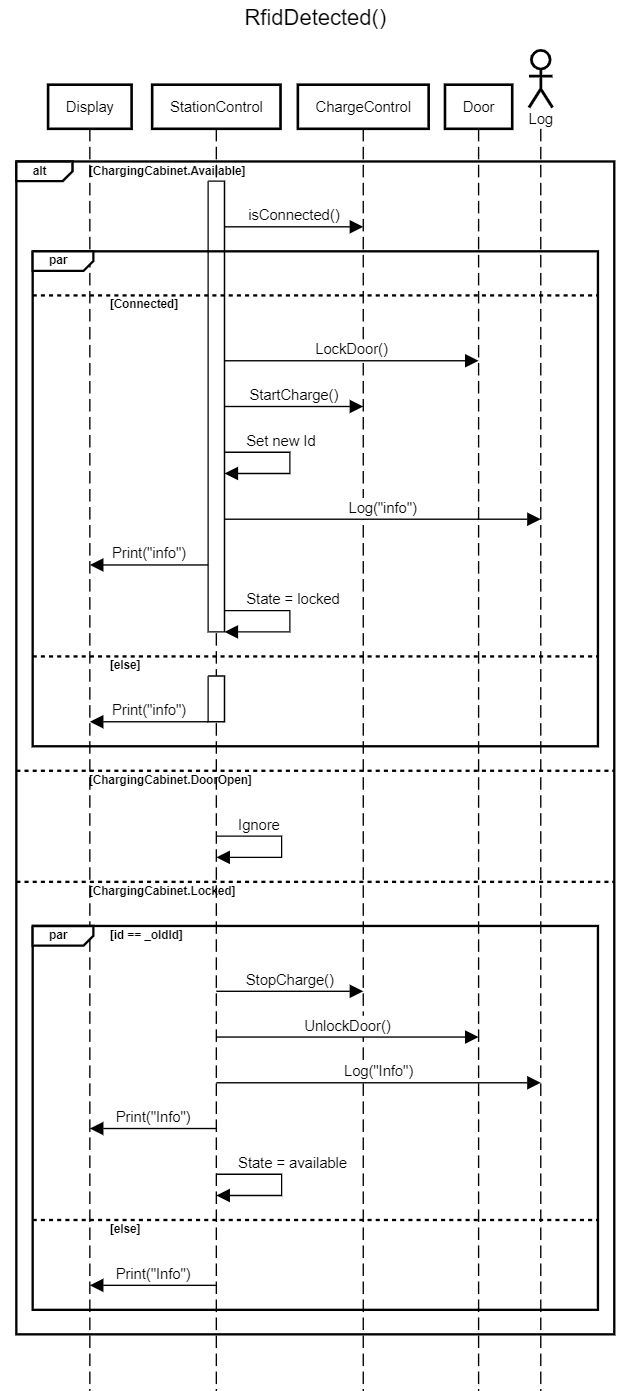 RfidDetected()
Display
StationControl
ChargeControl
Door
Log
alt
[ChargingCabinet.Available]
isConnected()
par
[Connected]
LockDoor()
StartCharge()
Set new Id
Log("info")
Print("info")
State = locked
[else]
Print("info")
[ChargingCabinet.DoorOpen]
Ignore
[ChargingCabinet.Locked]
par
[id == _oldId]
StopCharge()
UnlockDoor()
Log("Info")
Print("Info")
State = available
[else]
Print("Info")